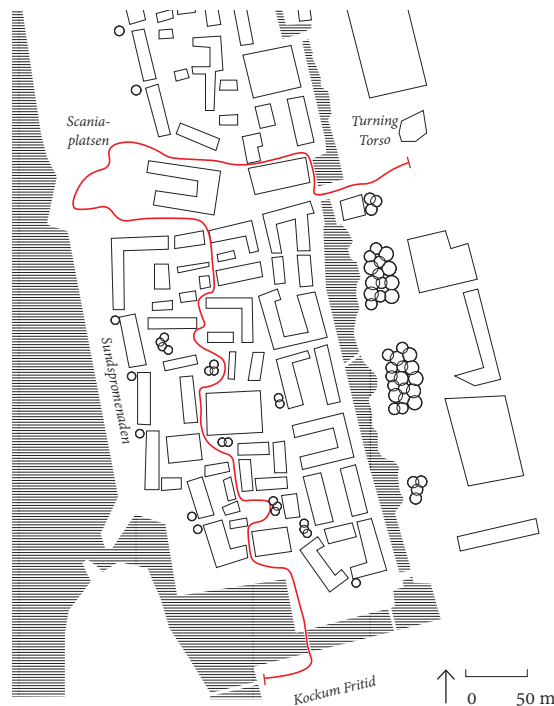 Scania-
platsen
Turning
Torso
Sundspromenaden
Kockum Fritid
0 50 m